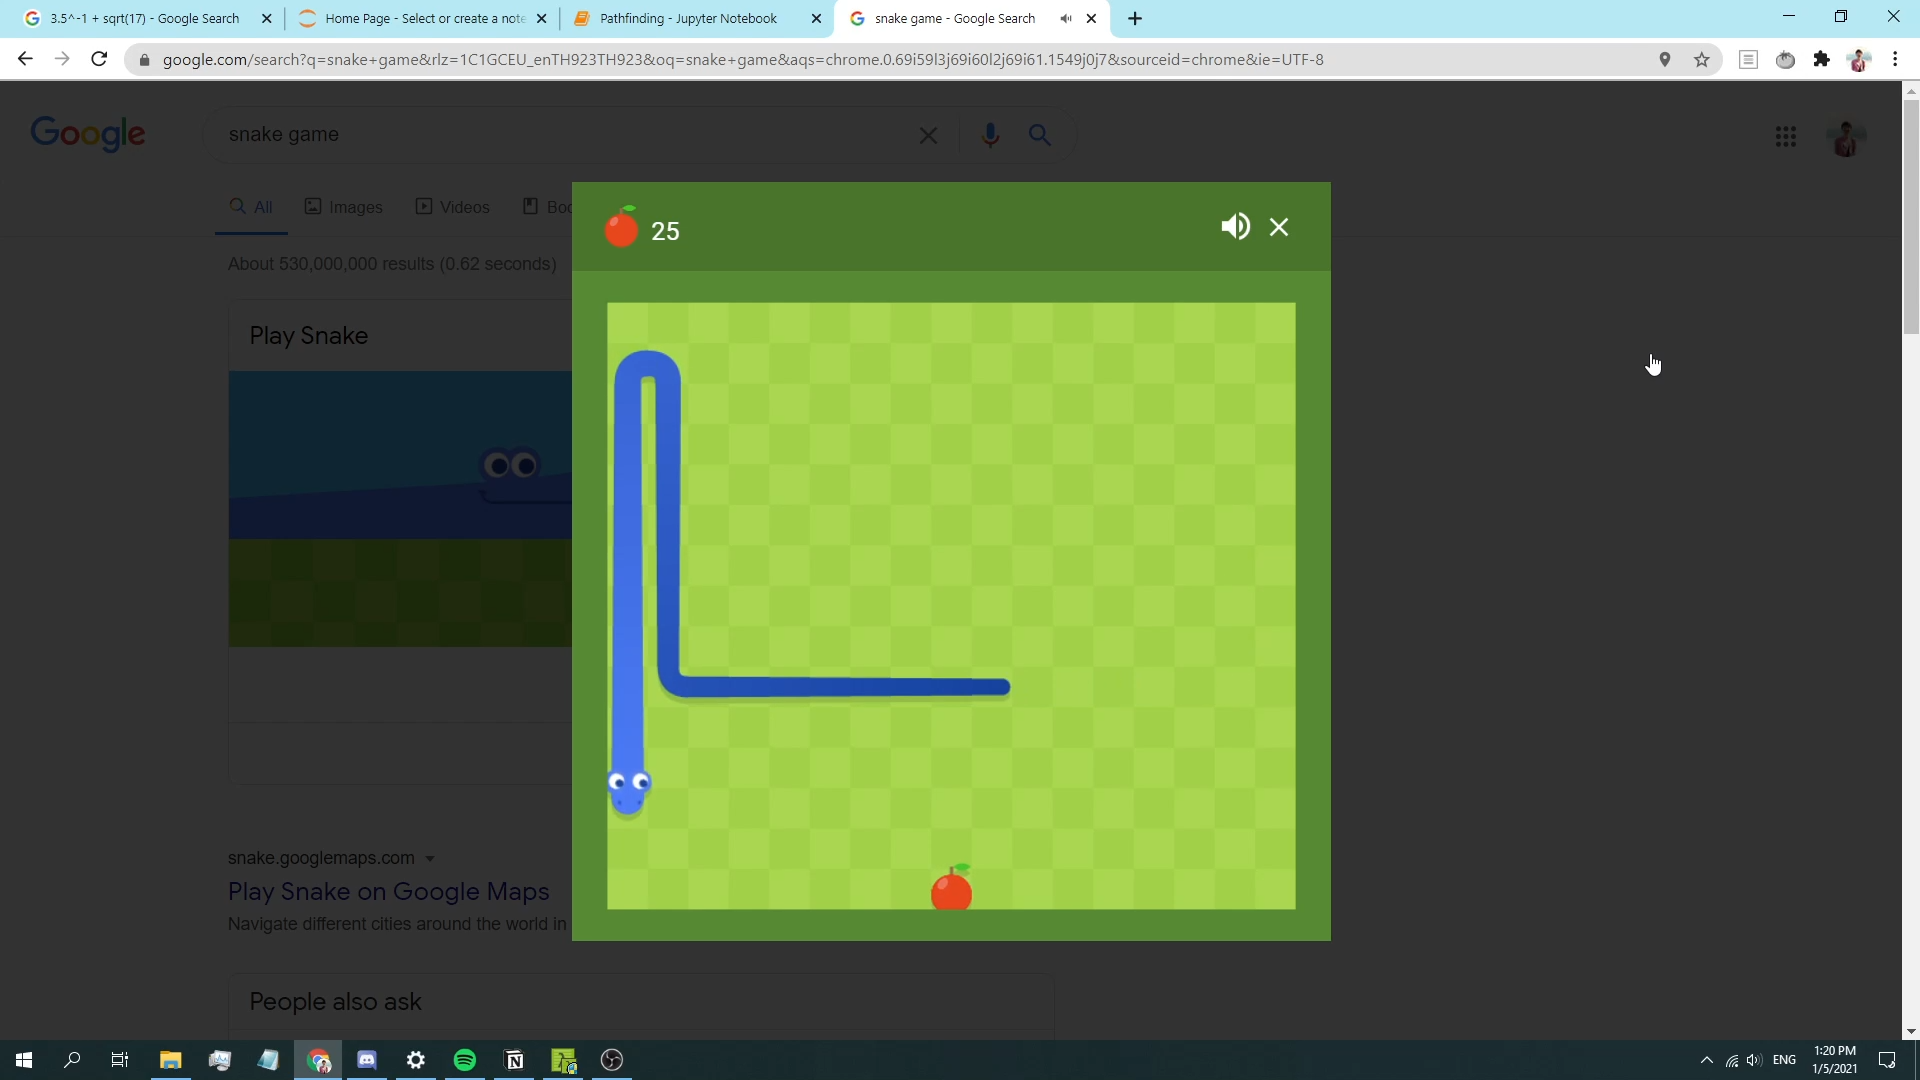 3.5^-1 + sqrt(17) - Google Search
Home Page - Select or create a note
Pathfinding - Jupyter Notebook
snake game - Google Search
google.com/search?q=snake+game&rlz=1C1GCEU_enTH923TH923&oq=snake+game&aqs=chrome.0.69i59l3j69i60l2j69i61.1549j0j7&sourceid=chrome&ie=UTF-8
Google
snake game
All
Images
Videos
Boo
25
About 530,000,000 results (0.62 seconds)
Play Snake
snake.googlemaps.com
Play Snake on Google Maps
Navigate different cities around the world in
People also ask
ENG
1:20 PM
1/5/2021